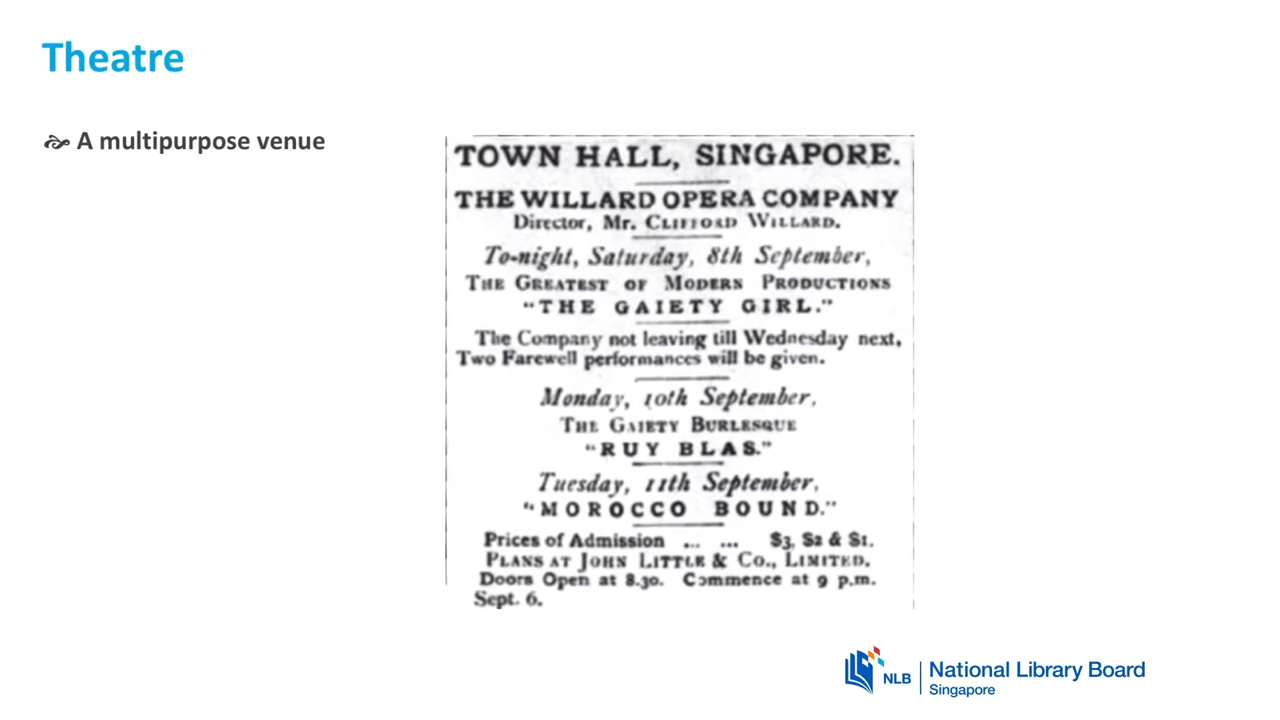 Theatre
A multipurpose venue
TOWN HALL, SINGAPORE.
THE WILLARD OPERA COMPANY
Director, Mr. CLIFFORD WILLARD.
To-night, Saturday, 8th September,
THE GREATEST OF MODERN PRODUCTIONS
"THE GAIETY GIRL."
The Company not leaving till Wednesday next,
Two Farewell performances will be given.
Monday, 10th September,
THE GAIETY BURLESQUE
"RUY BLAS."
Tuesday, 11th September,
"MOROCCO BOUND."
Prices of Admission ... ... $3, $2 & $1.
PLANS AT JOHN LITTLE & CO., LIMITED.
Doors Open at 8.30. Commence at 9 p.m.
Sept. 6.
NLB
National Library Board
Singapore